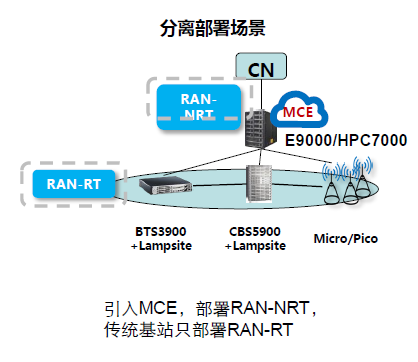 分离部署场景
CN
RAN-
NRT
MCE
E9000/HPC7000
RAN-RT
BTS3900
+Lampsite
CBS5900
+Lampsite
Micro/Pico
引入MCE，部署RAN-NRT，
传统基站只部署RAN-RT